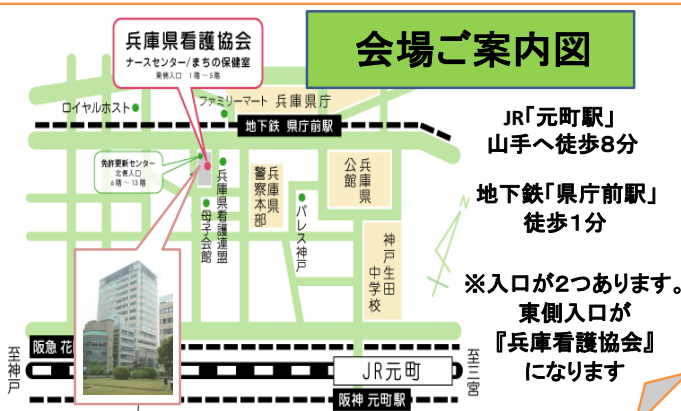 会場ご案内図
兵庫県看護協会
ナースセンター/まちの保健室
東側入口 1階～5階
ロイヤルホスト
ファミリーマート
兵庫県庁
地下鉄 県庁前駅
免許更新センター
北側入口
6階～13階
兵庫県看護連盟
母子会館
兵庫県
警察本部
パレス神戸
兵庫県
公館
神戸生田
中学校
阪急 花
至神戸
JR元町
至三宮
阪神 元町駅
JR「元町駅」
山手へ徒歩8分
地下鉄「県庁前駅」
徒歩1分
※入口が2つあります。
東側入口が
『兵庫看護協会』
になります